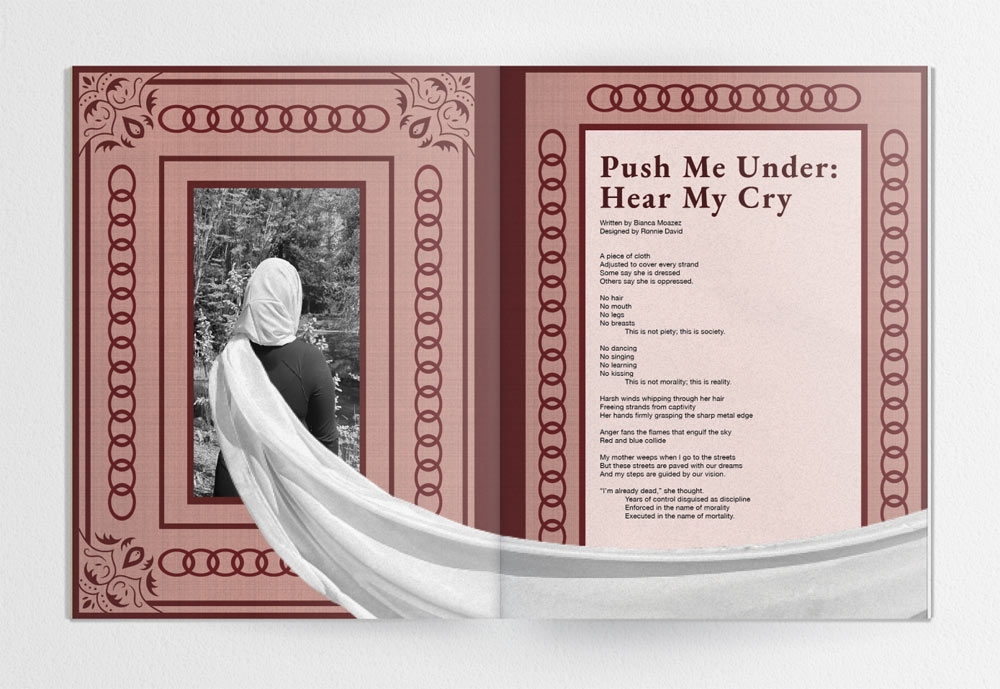 Push Me Under:
Hear My Cry
Written by Bianca Moazez
Designed by Ronnie David
A piece of cloth
Adjusted to cover every strand
Some say she is dressed
Others say she is oppressed.
No hair
No mouth
No legs
No breasts
This is not piety; this is society.
No dancing
No singing
No learning
No kissing
This is not morality; this is reality.
Harsh winds whipping through her hair
Freeing strands from captivity
Her hands firmly grasping the sharp metal edge
Anger fans the flames that engulf the sky
Red and blue collide
My mother weeps when I go to the streets
But these streets are paved with our dreams
And my steps are guided by our vision.
“I’m already dead,” she thought.
Years of control disguised as discipline
Enforced in the name of morality
Executed in the name of mortality.